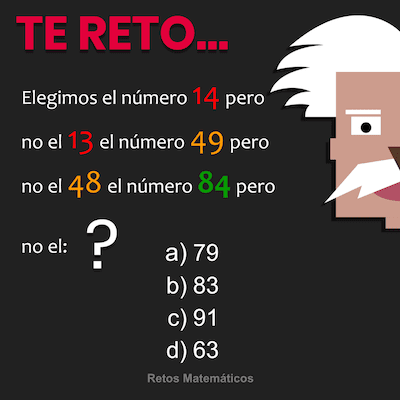 TE RETO...
Elegimos el número 14 pero
no el 13 el número 49 pero
no el 48 el número 84 pero
no el: ?
a) 79
b) 83
c) 91
d) 63
Retos Matemáticos